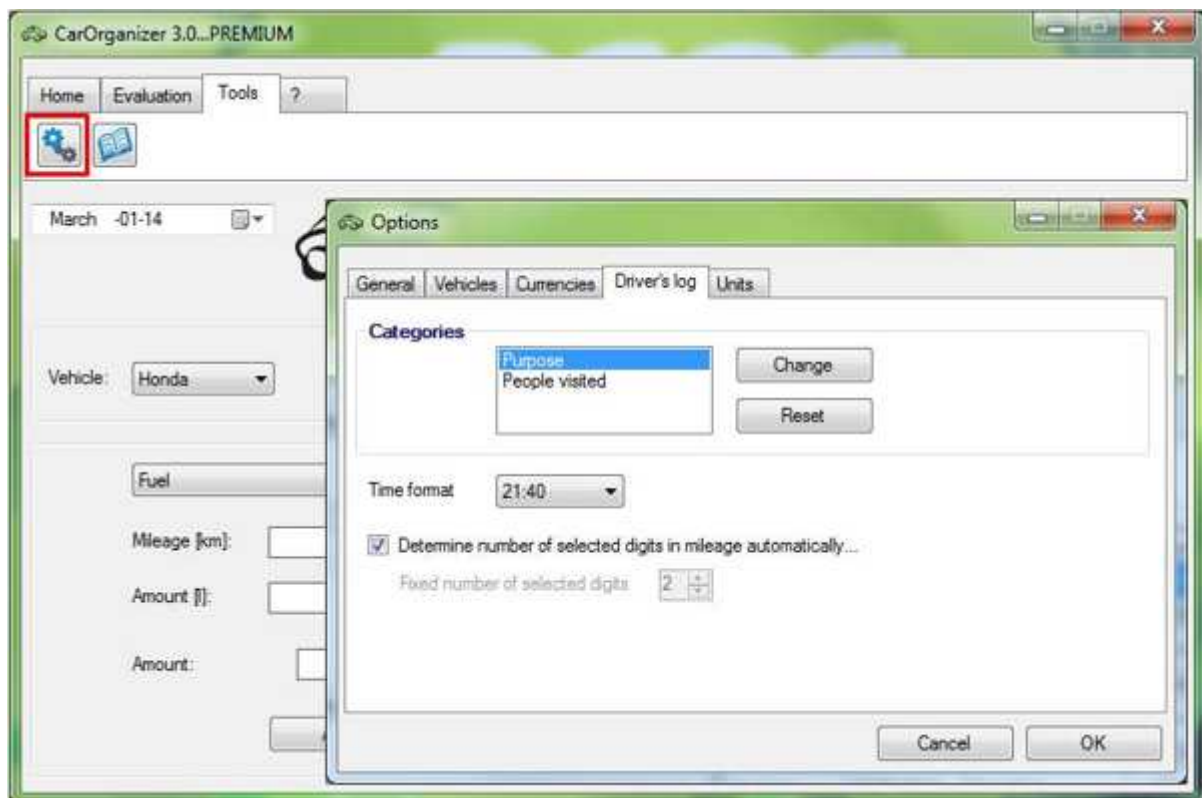 CarOrganizer 3.0...PREMIUM
Home Evaluation Tools ?
March -01-14
Vehicle: Honda
Fuel
Mileage [km]:
Amount [l]:
Amount:
Options
General Vehicles Currencies Driver's log Units
Categories
Purpose
People visited
Change
Reset
Time format 21:40
Determine number of selected digits in mileage automatically...
Fixed number of selected digits 2
Cancel OK